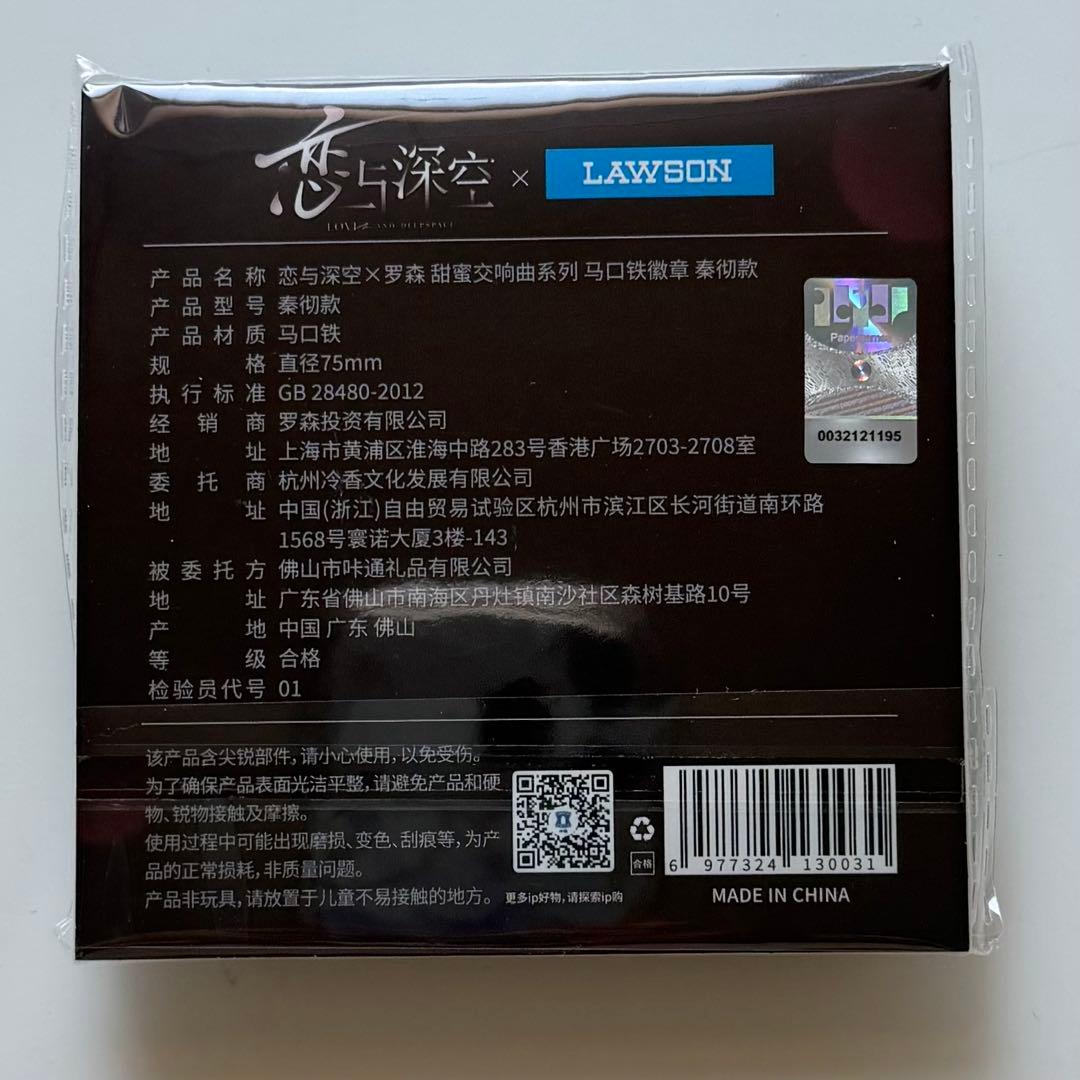 恋与深空 × LAWSON
LOVE AND DEEPSPACE
产品名称 恋与深空×罗森 甜蜜交响曲系列 马口铁徽章 秦彻款
产品型号 秦彻款
产品材质 马口铁
规格 直径75mm
执行标准 GB 28480-2012
经销商 罗森投资有限公司
地址 上海市黄浦区淮海中路283号香港广场2703-2708室
委托商 杭州冷香文化发展有限公司
地址 中国(浙江)自由贸易试验区杭州市滨江区长河街道南环路
1568号寰诺大厦3楼-143
被委托方 佛山市咔通礼品有限公司
地址 广东省佛山市南海区丹灶镇南沙社区森树基路10号
产地 中国 广东 佛山
等级 合格
检验员代号 01
0032121195
该产品含尖锐部件,请小心使用,以免受伤。
为了确保产品表面光洁平整,请避免产品和硬
物、锐物接触及摩擦。
使用过程中可能出现磨损、变色、刮痕等,为产
品的正常损耗,非质量问题。
产品非玩具,请放置于儿童不易接触的地方。
更多ip好物,请探索ip购
合格
6 977324 130031
MADE IN CHINA